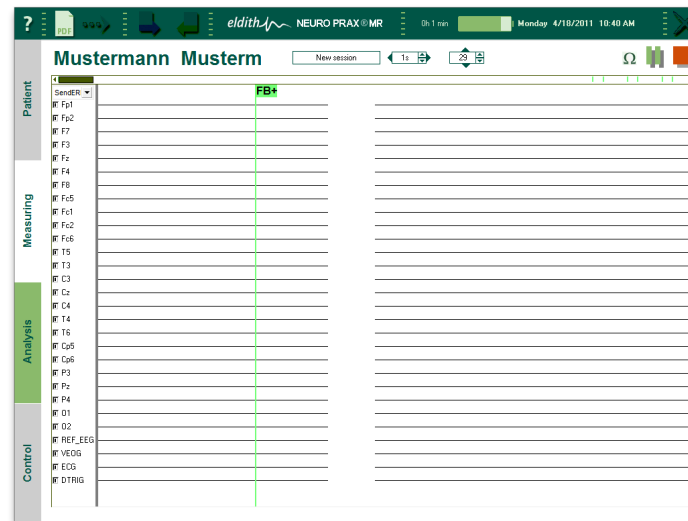 ? PDF eldith NEURO PRAX®MR 0h 1 min Monday 4/18/2011 10:40 AM
Mustermann Musterm New session 1s 29 Ω
Patient
Measuring
Analysis
Control
SendER FB+
Fp1
Fp2
F7
F3
Fz
F4
F8
Fc5
Fc1
Fc2
Fc6
T5
T3
C3
Cz
C4
T4
T6
Cp5
Cp6
P3
Pz
P4
O1
O2
REF_EEG
VEOG
ECG
DTRIG